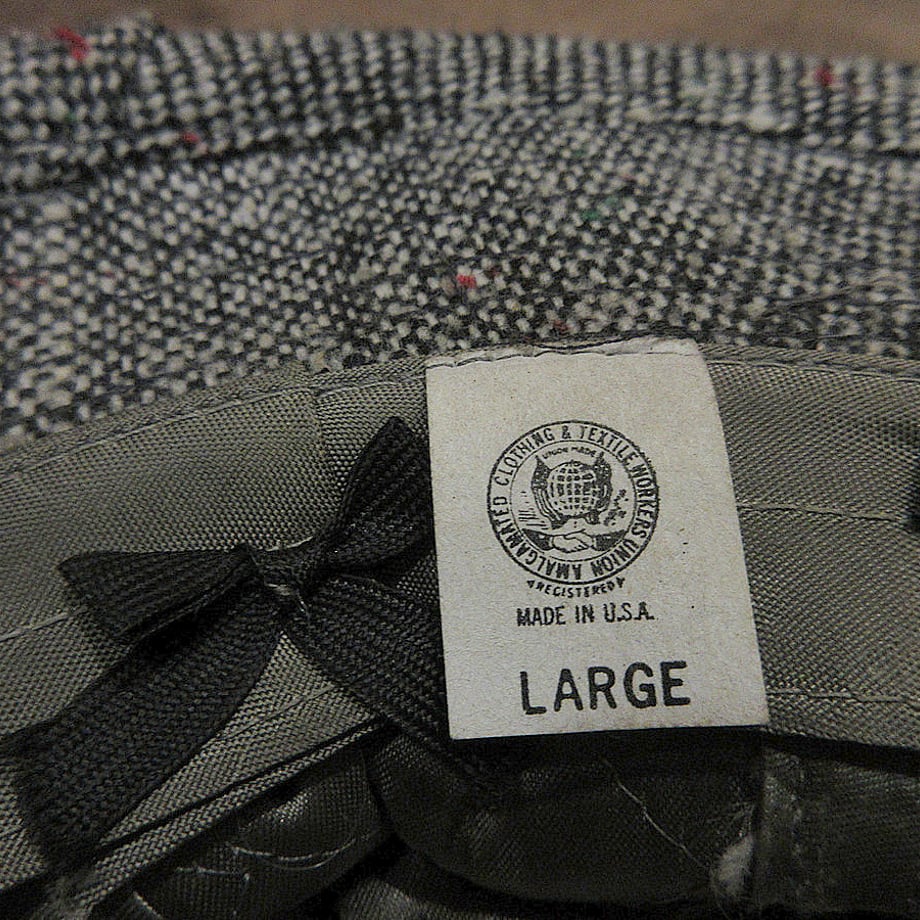 AMALGAMATED CLOTHING & TEXTILE WORKERS UNION
UNION MADE
REGISTERED
MADE IN U.S.A.
LARGE